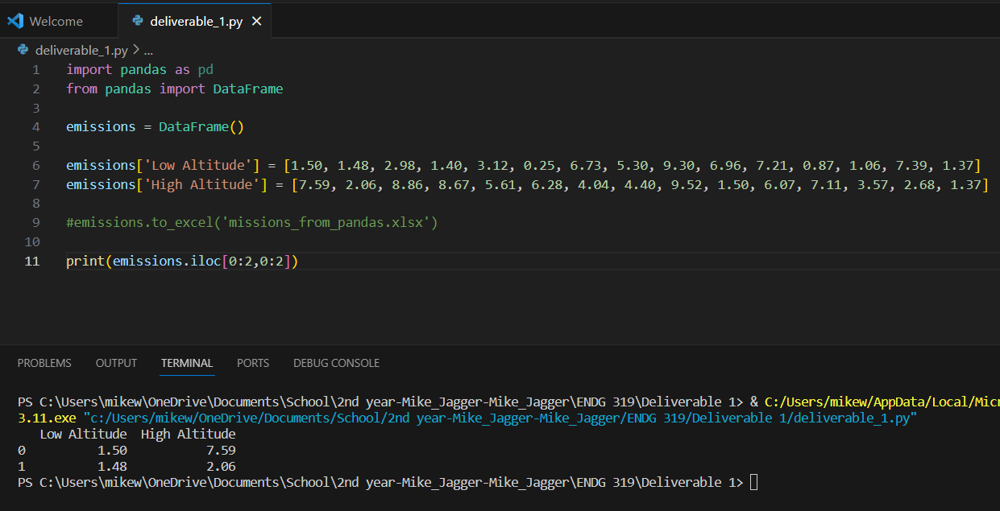 Welcome
deliverable_1.py
deliverable_1.py > ...
1 import pandas as pd
2 from pandas import DataFrame
3
4 emissions = DataFrame()
5
6 emissions['Low Altitude'] = [1.50, 1.48, 2.98, 1.40, 3.12, 0.25, 6.73, 5.30, 9.30, 6.96, 7.21, 0.87, 1.06, 7.39, 1.37]
7 emissions['High Altitude'] = [7.59, 2.06, 8.86, 8.67, 5.61, 6.28, 4.04, 4.40, 9.52, 1.50, 6.07, 7.11, 3.57, 2.68, 1.37]
8
9 #emissions.to_excel('missions_from_pandas.xlsx')
10
11 print(emissions.iloc[0:2,0:2])
PROBLEMS OUTPUT TERMINAL PORTS DEBUG CONSOLE
PS C:\Users\mikew\OneDrive\Documents\School\2nd year-Mike_Jagger-Mike_Jagger\ENDG 319\Deliverable 1> & C:/Users/mikew/AppData/Local/Micr
3.11.exe "c:/Users/mikew/OneDrive/Documents/School/2nd year-Mike_Jagger-Mike_Jagger/ENDG 319/Deliverable 1/deliverable_1.py"
Low Altitude High Altitude
0 1.50 7.59
1 1.48 2.06
PS C:\Users\mikew\OneDrive\Documents\School\2nd year-Mike_Jagger-Mike_Jagger\ENDG 319\Deliverable 1>